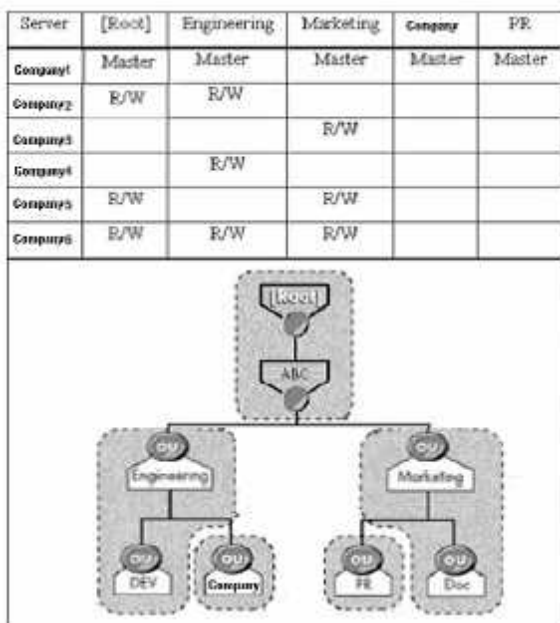 Server [Root] Engineering Marketing Company PR
Company1 Master Master Master Master Master
Company2 R/W R/W
Company3 R/W
Company4 R/W
Company5 R/W R/W
Company6 R/W R/W R/W
[Root]
ABC
OU OU
Engineering Marketing
OU OU OU OU
DEV Company PR Doc